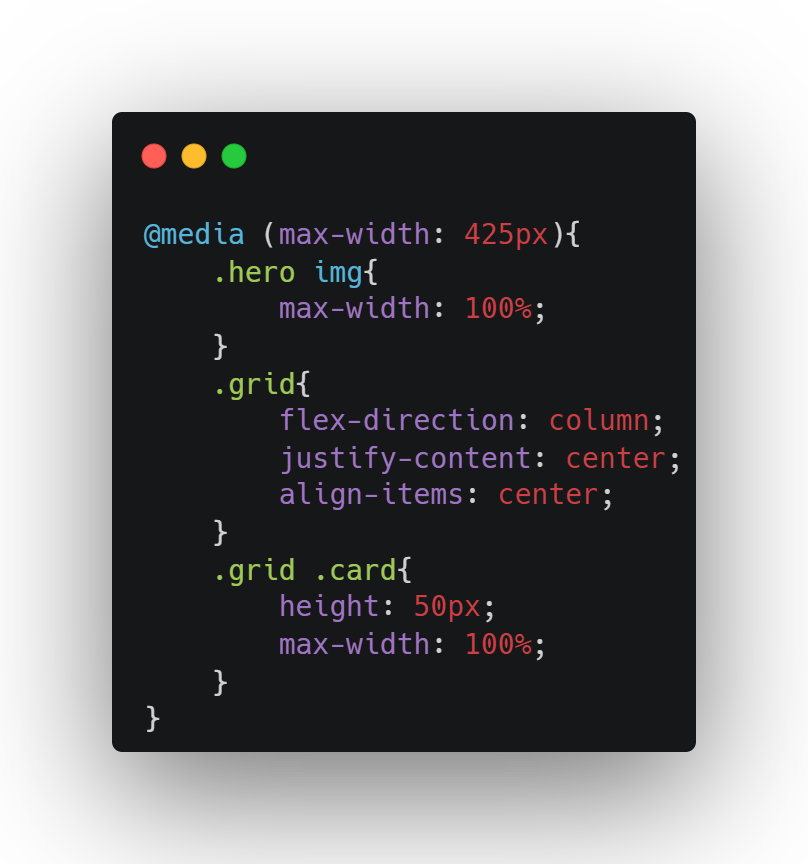 @media (max-width: 425px){
    .hero img{
        max-width: 100%;
    }
    .grid{
        flex-direction: column;
        justify-content: center;
        align-items: center;
    }
    .grid .card{
        height: 50px;
        max-width: 100%;
    }
}